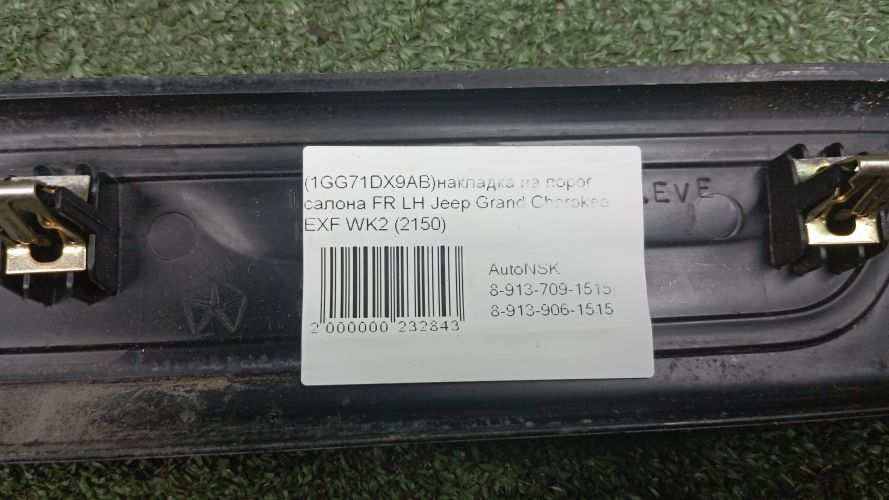 (1GG71DX9AB)накладка на порог
салона FR LH Jeep Grand Cherokee
EXF WK2 (2150)
AutoNSK
8-913-709-1515
8-913-906-1515
2 000000 232843